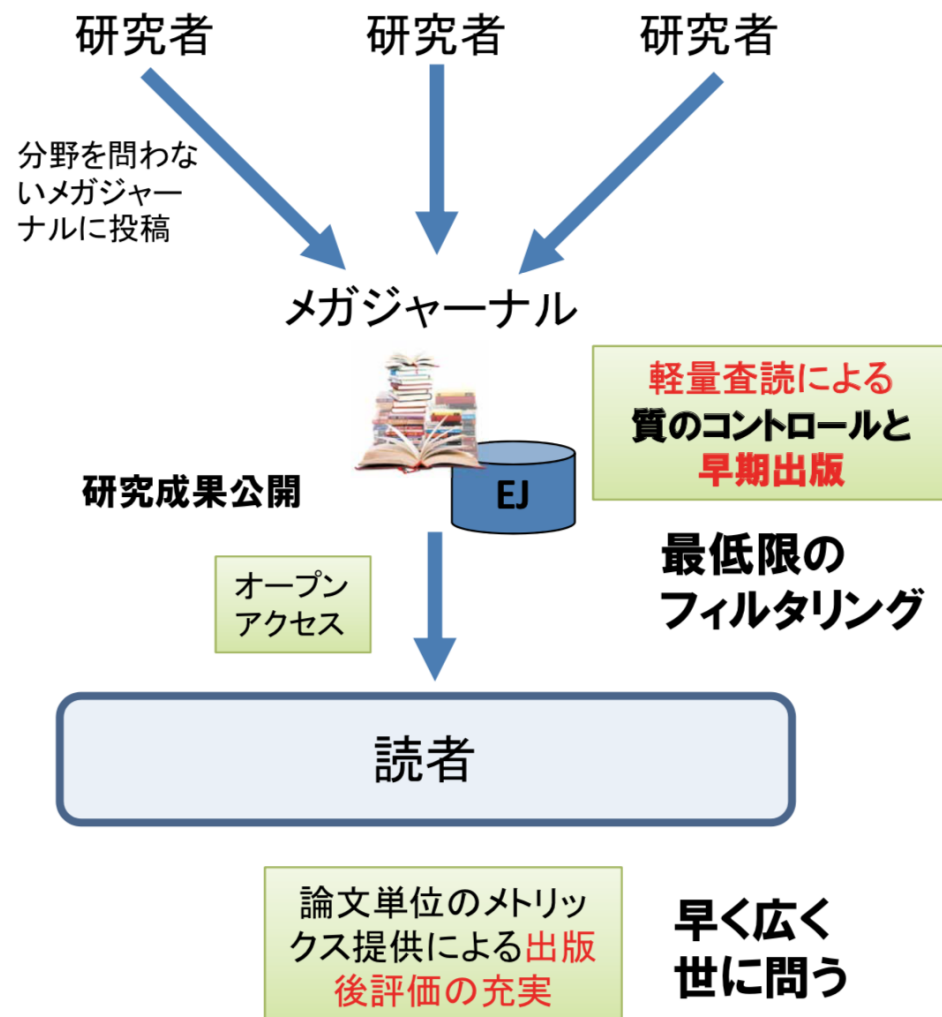 研究者
研究者
研究者
分野を問わな
いメガジャー
ナルに投稿
メガジャーナル
軽量査読による
質のコントロールと
早期出版
研究成果公開
EJ
最低限の
フィルタリング
オープン
アクセス
読者
論文単位のメトリッ
クス提供による出版
後評価の充実
早く広く
世に問う